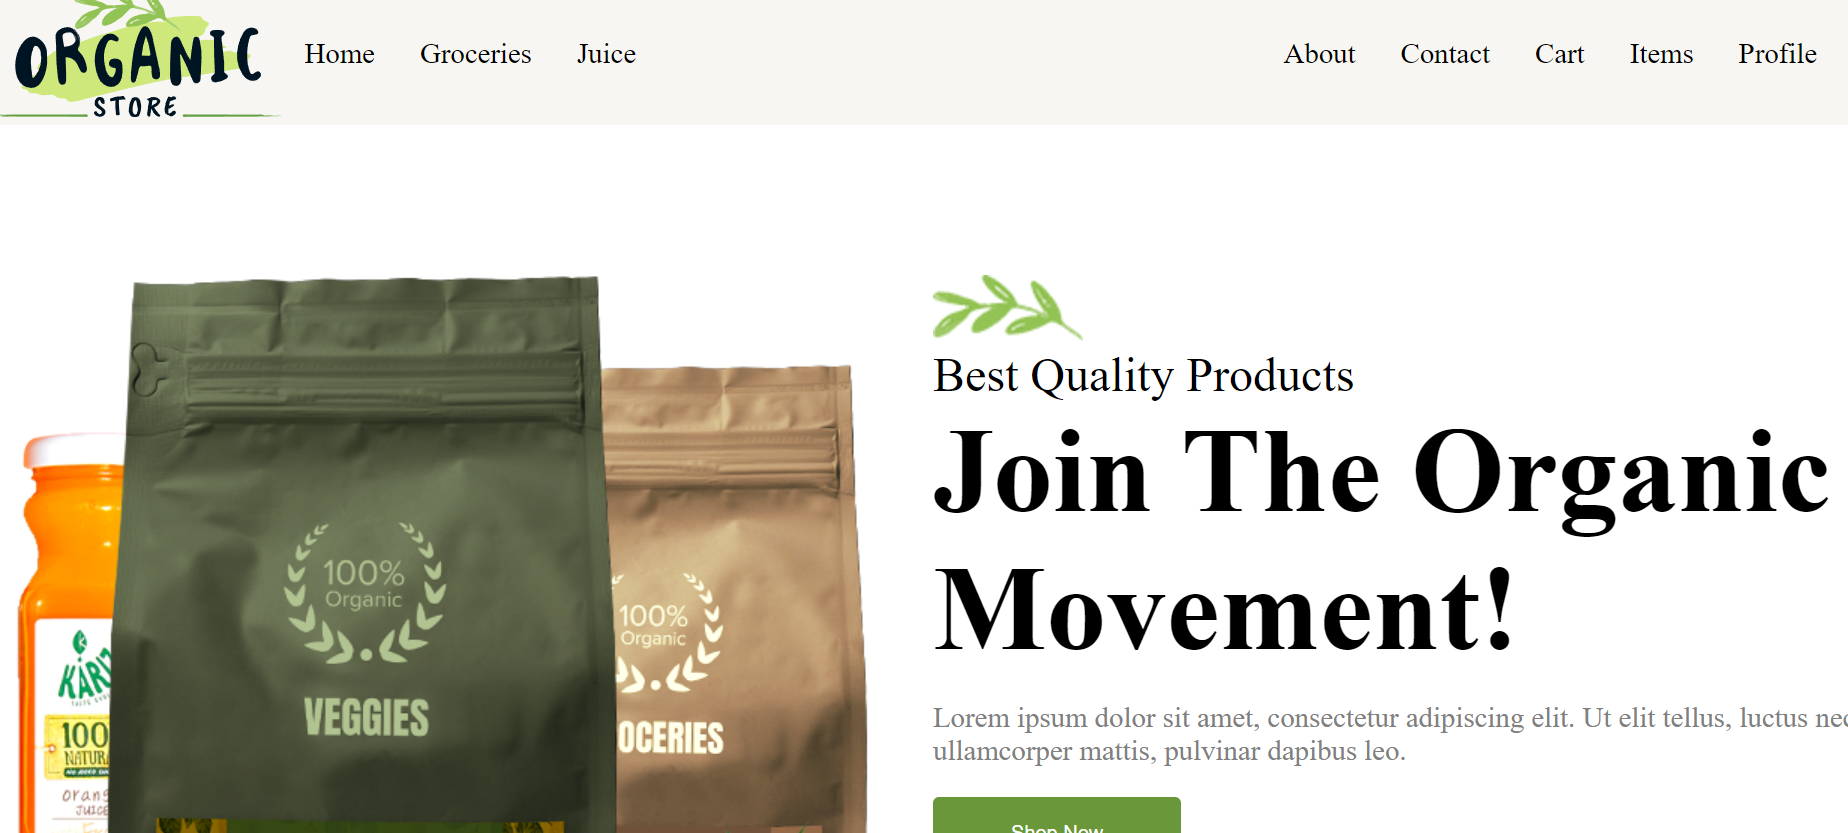 ORGANIC
STORE
Home Groceries Juice
About Contact Cart Items Profile
Best Quality Products
Join The Organic
Movement!
Lorem ipsum dolor sit amet, consectetur adipiscing elit. Ut elit tellus, luctus nec
ullamcorper mattis, pulvinar dapibus leo.
Shop Now
100%
Organic
VEGGIES
100%
Organic
OCERIES
KARI
100
NATUR
orang
JUICE